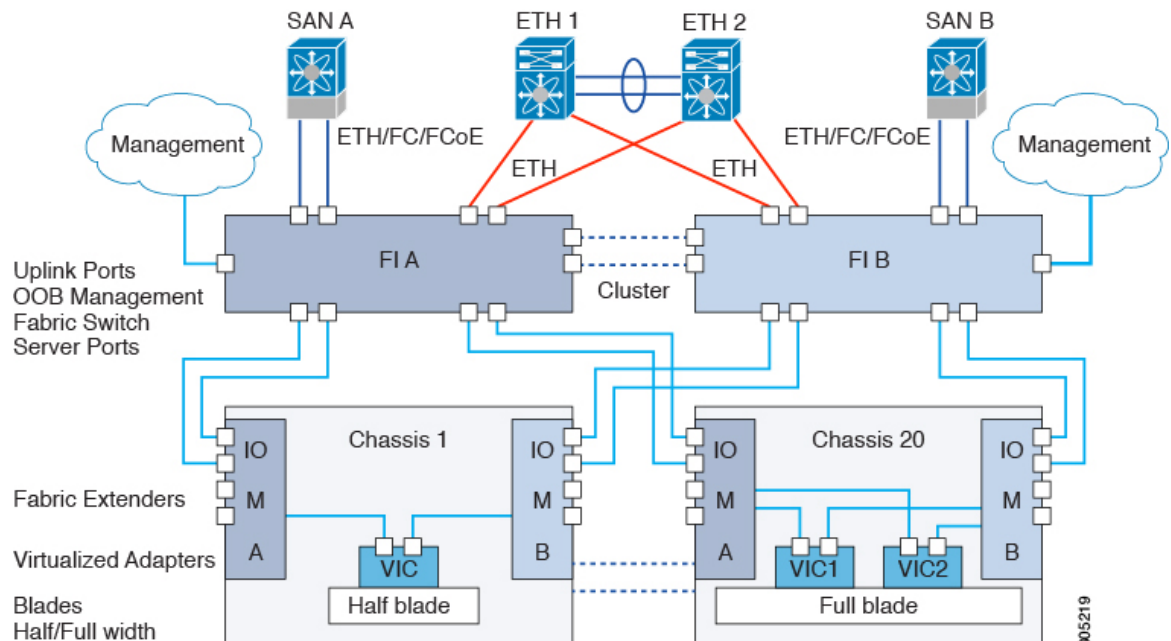 SAN A
ETH 1
ETH 2
SAN B
Management
ETH/FC/FCoE
ETH
ETH
ETH/FC/FCoE
Management
FI A
FI B
Cluster
Uplink Ports
OOB Management
Fabric Switch
Server Ports
IO
M
A
Chassis 1
IO
M
B
IO
M
A
Chassis 20
IO
M
B
Fabric Extenders
Virtualized Adapters
VIC
VIC1
VIC2
Blades
Half/Full width
Half blade
Full blade